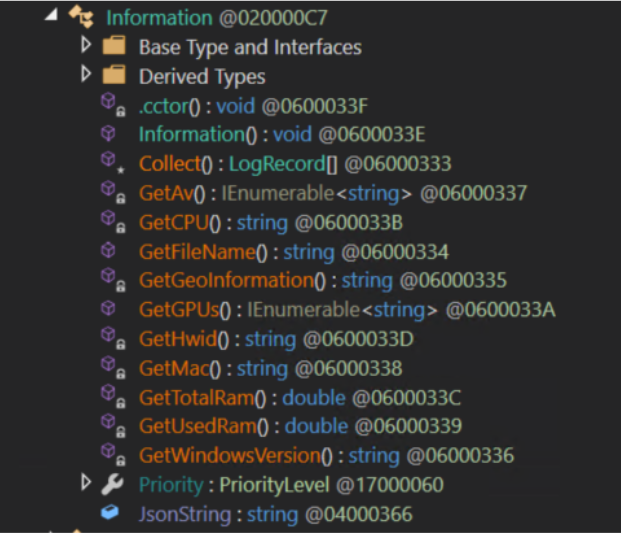 Information @020000C7
Base Type and Interfaces
Derived Types
.cctor() : void @0600033F
Information() : void @0600033E
Collect() : LogRecord[] @06000333
GetAv() : IEnumerable<string> @06000337
GetCPU() : string @0600033B
GetFileName() : string @06000334
GetGeoInformation() : string @06000335
GetGPUs() : IEnumerable<string> @0600033A
GetHwid() : string @0600033D
GetMac() : string @06000338
GetTotalRam() : double @0600033C
GetUsedRam() : double @06000339
GetWindowsVersion() : string @06000336
Priority : PriorityLevel @17000060
JsonString : string @04000366